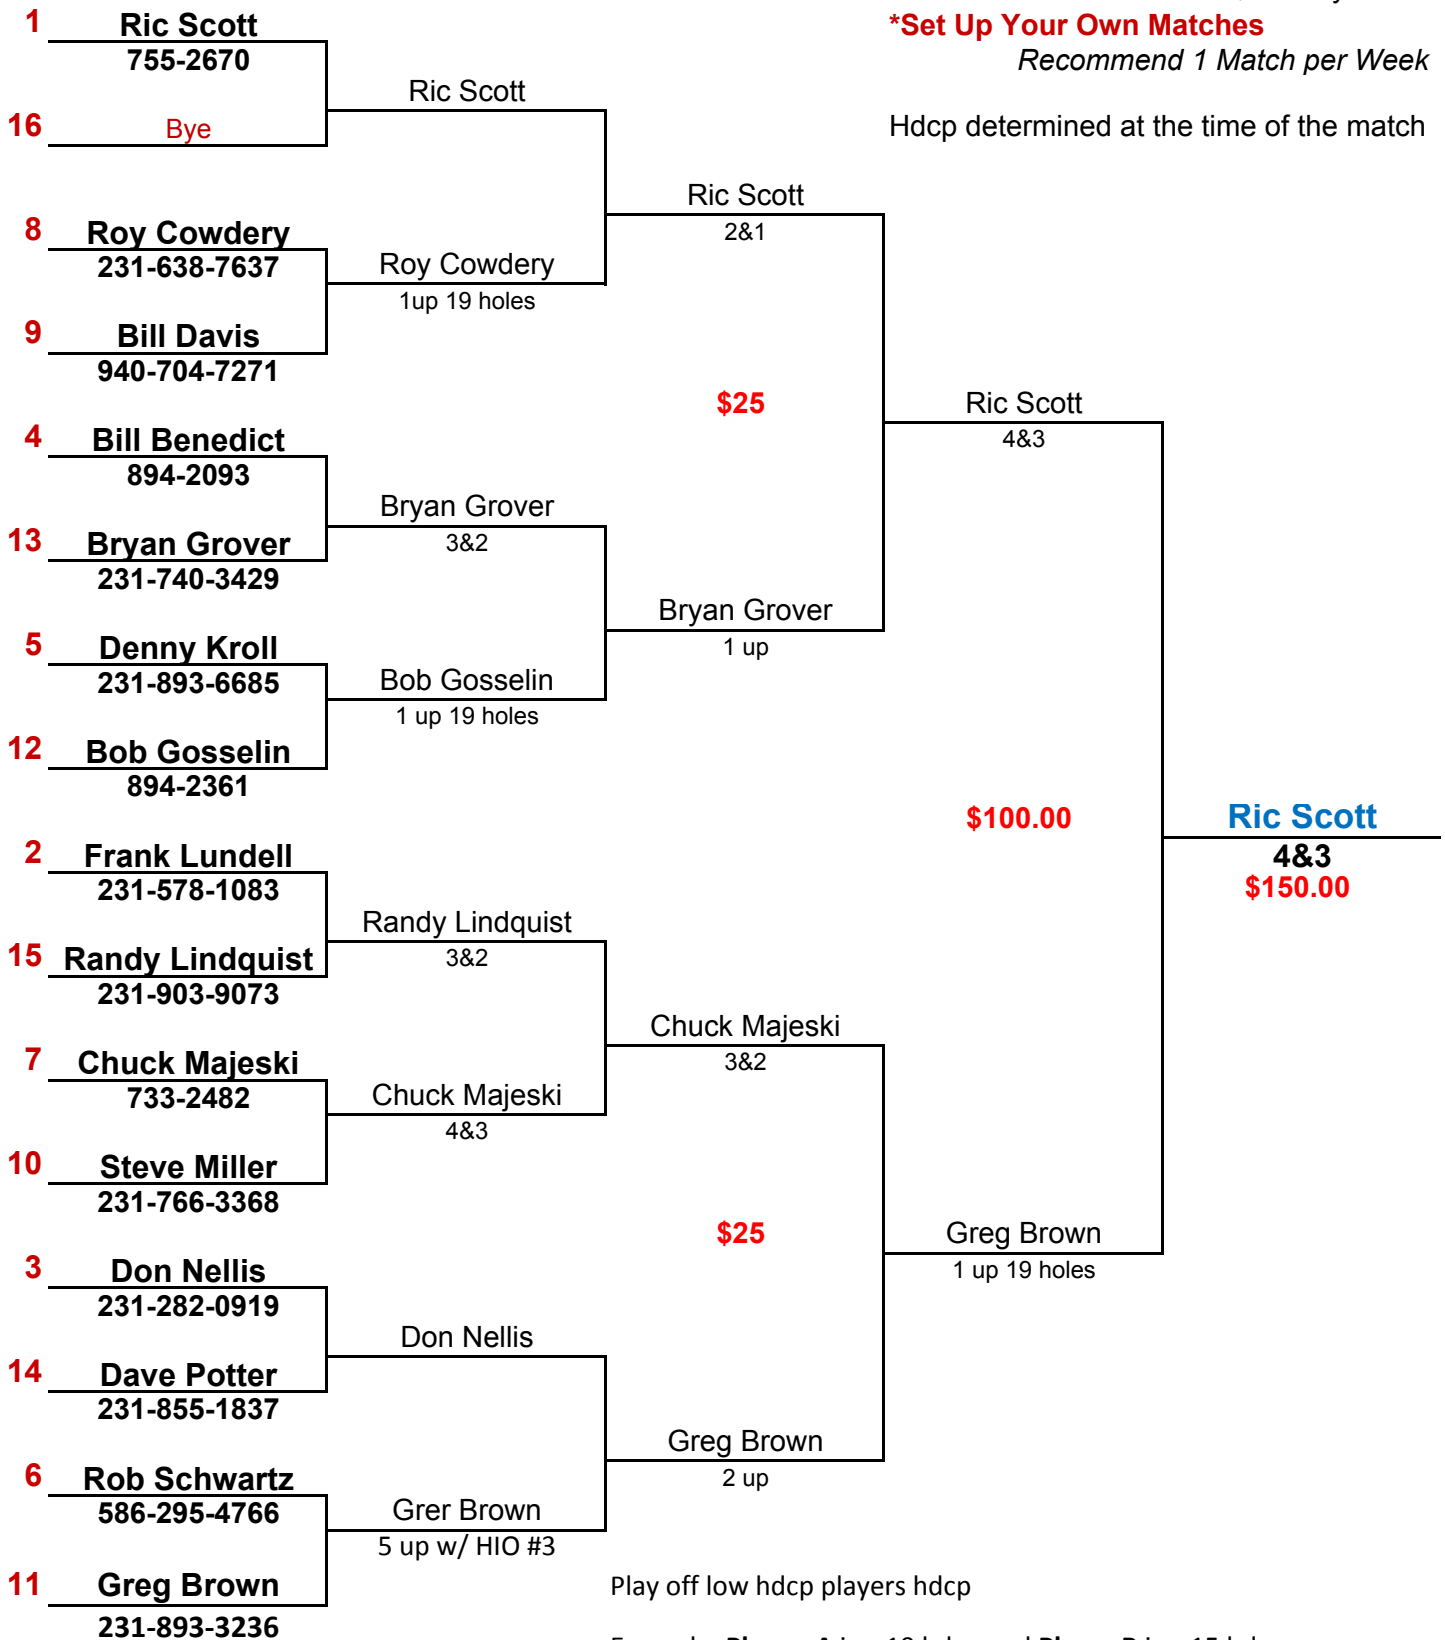 1 Ric Scott
755-2670
16 Bye
Ric Scott
8 Roy Cowdery
231-638-7637
9 Bill Davis
940-704-7271
Roy Cowdery
1up 19 holes
Ric Scott
2&1
4 Bill Benedict
894-2093
13 Bryan Grover
231-740-3429
Bryan Grover
3&2
5 Denny Kroll
231-893-6685
12 Bob Gosselin
894-2361
Bob Gosselin
1 up 19 holes
Bryan Grover
1 up
$25
Ric Scott
4&3
2 Frank Lundell
231-578-1083
15 Randy Lindquist
231-903-9073
Randy Lindquist
3&2
7 Chuck Majeski
733-2482
10 Steve Miller
231-766-3368
Chuck Majeski
4&3
Chuck Majeski
3&2
3 Don Nellis
231-282-0919
14 Dave Potter
231-855-1837
Don Nellis
6 Rob Schwartz
586-295-4766
11 Greg Brown
231-893-3236
Grer Brown
5 up w/ HIO #3
Greg Brown
2 up
$25
Greg Brown
1 up 19 holes
$100.00
Ric Scott
4&3
$150.00
*Set Up Your Own Matches
Recommend 1 Match per Week
Hdcp determined at the time of the match
Play off low hdcp players hdcp